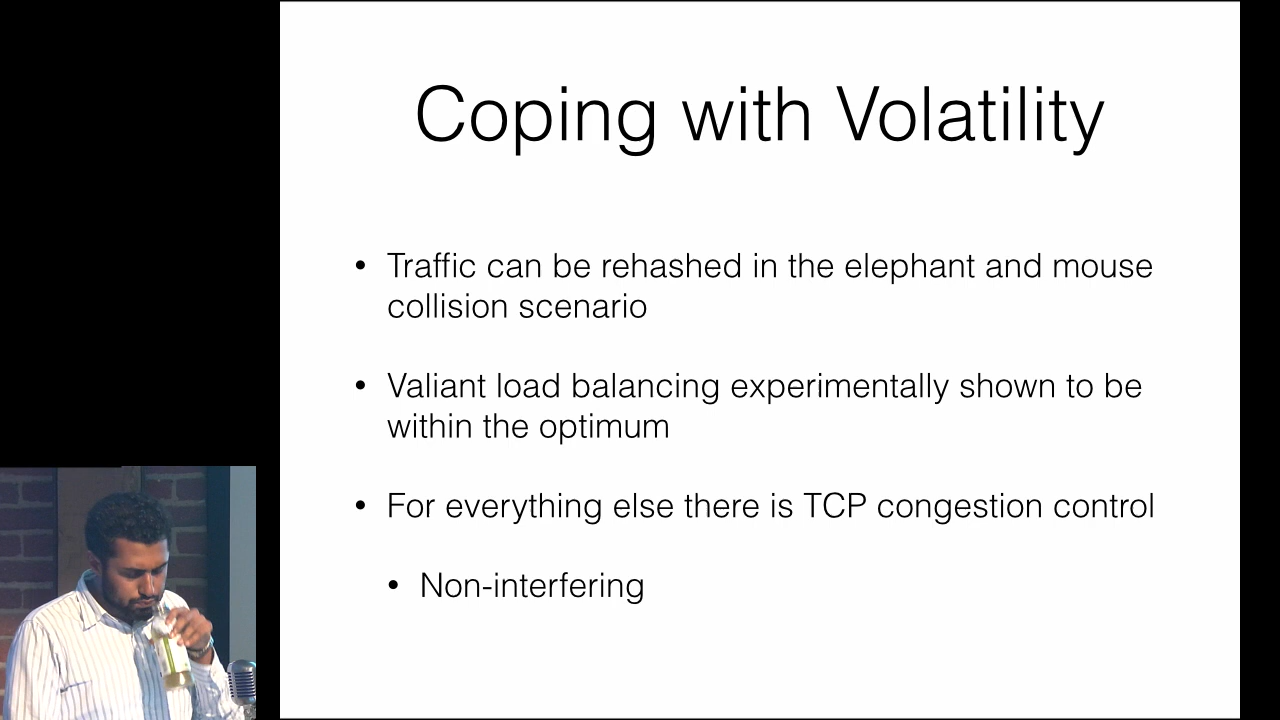 Coping with Volatility
• Traffic can be rehashed in the elephant and mouse
collision scenario
• Valiant load balancing experimentally shown to be
within the optimum
• For everything else there is TCP congestion control
• Non-interfering